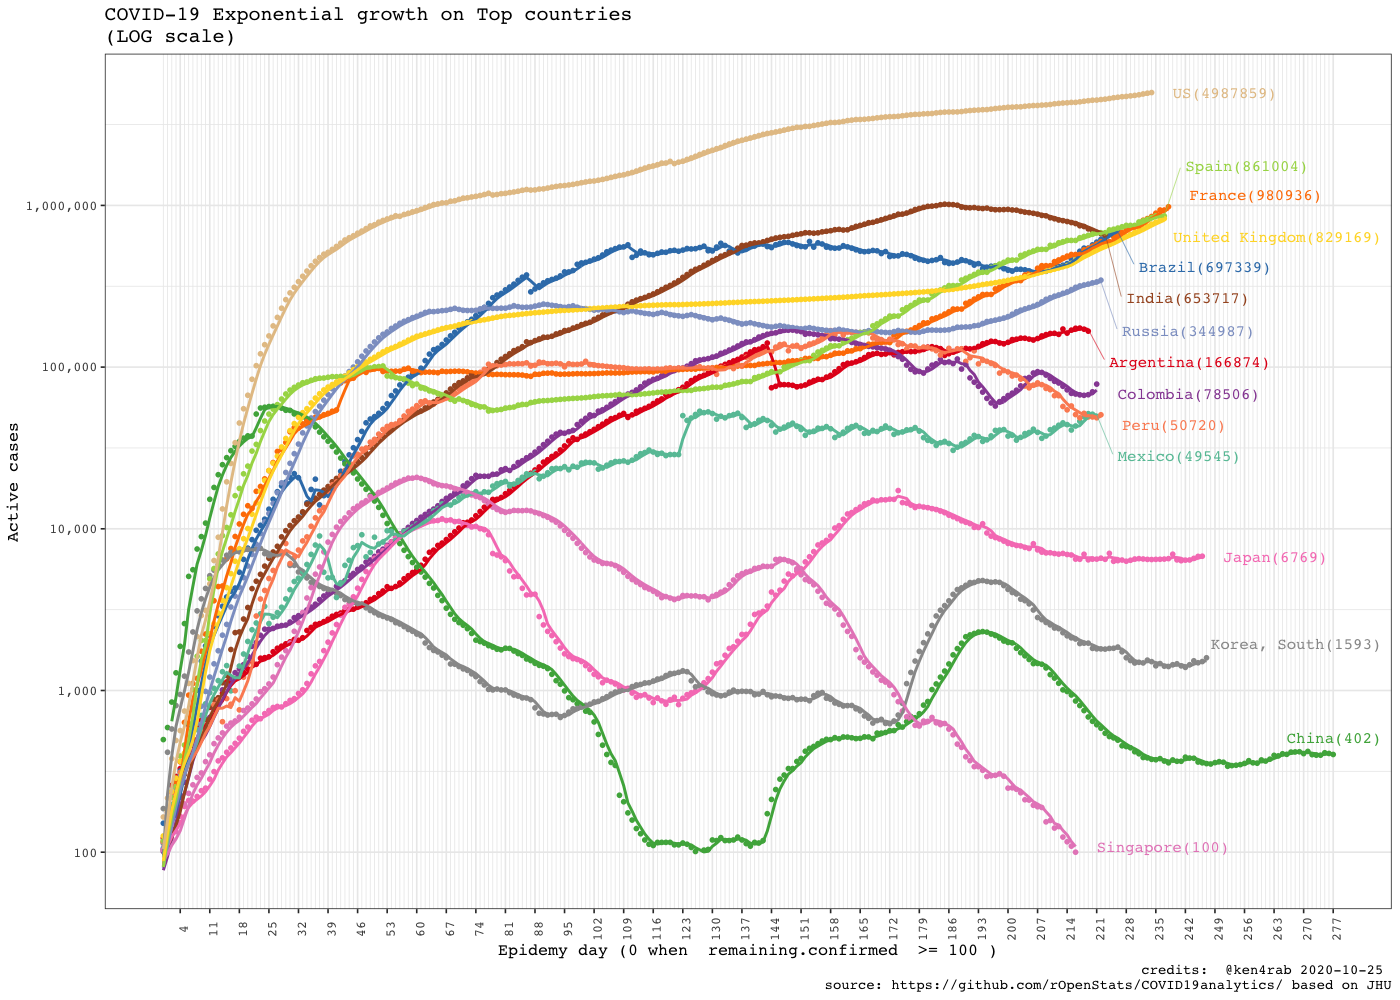 COVID-19 Exponential growth on Top countries
(LOG scale)
US(4987859)
Spain(861004)
France(980936)
United Kingdom(829169)
Brazil(697339)
India(653717)
Russia(344987)
Argentina(166874)
Colombia(78506)
Peru(50720)
Mexico(49545)
Japan(6769)
Korea, South(1593)
China(402)
Singapore(100)
Active cases
1,000,000
100,000
10,000
1,000
100
4 11 18 25 32 39 46 53 60 67 74 81 88 95 102 109 116 123 130 137 144 151 158 165 172 179 186 193 200 207 214 221 228 235 242 249 256 263 270 277
Epidemy day (0 when  remaining.confirmed  >= 100 )
credits:  @ken4rab 2020-10-25
source: https://github.com/rOpenStats/COVID19analytics/ based on JHU